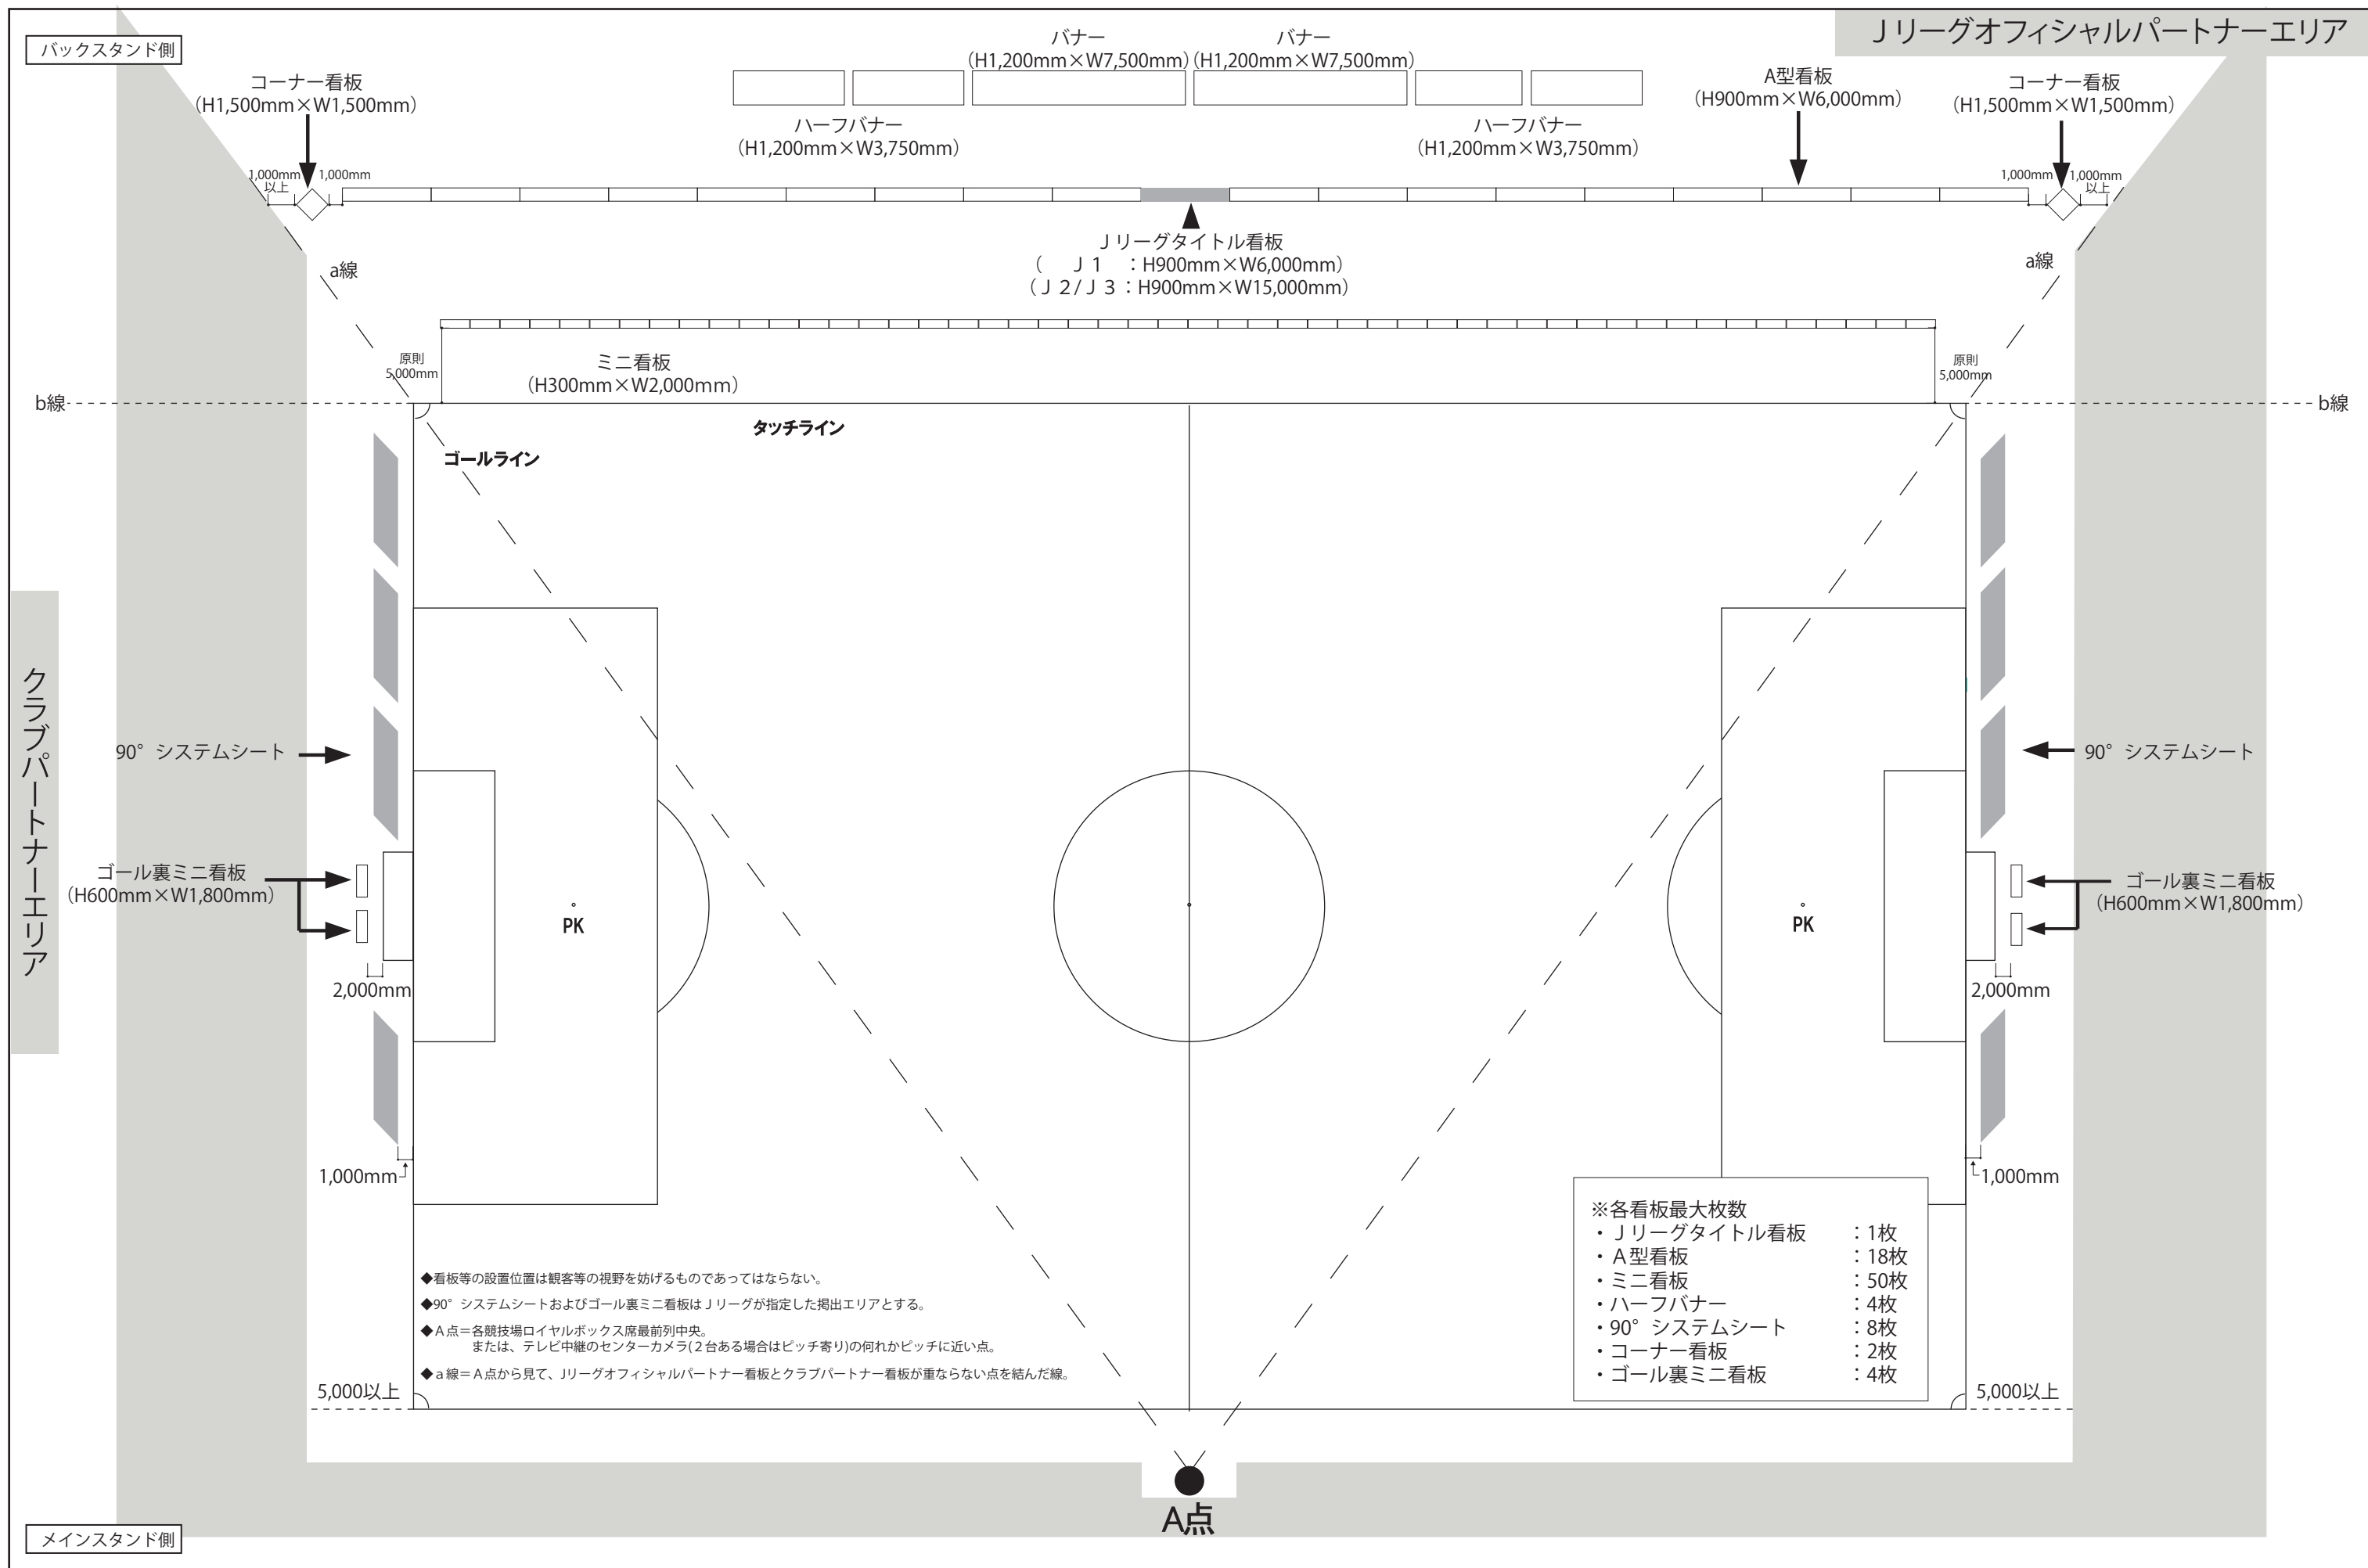 Ｊリーグオフィシャルパートナーエリア
バックスタンド側
バナー
（H1,200mm×W7,500mm）
バナー
（H1,200mm×W7,500mm）
コーナー看板
（H1,500mm×W1,500mm）
A型看板
（H900mm×W6,000mm）
コーナー看板
（H1,500mm×W1,500mm）
ハーフバナー
（H1,200mm×W3,750mm）
ハーフバナー
（H1,200mm×W3,750mm）
1,000mm
以上
1,000mm
1,000mm
1,000mm
以上
Ｊリーグタイトル看板
（　Ｊ１　：H900mm×W6,000mm）
（Ｊ２/Ｊ３：H900mm×W15,000mm）
a線
a線
原則
5,000mm
ミニ看板
（H300mm×W2,000mm）
原則
5,000mm
b線
b線
タッチライン
ゴールライン
クラブパートナーエリア
90°システムシート
90°システムシート
ゴール裏ミニ看板
（H600mm×W1,800mm）
ゴール裏ミニ看板
（H600mm×W1,800mm）
PK
PK
2,000mm
2,000mm
1,000mm
1,000mm
※各看板最大枚数
・Ｊリーグタイトル看板　：1枚
・Ａ型看板　：18枚
・ミニ看板　：50枚
・ハーフバナー　：4枚
・90°システムシート　：8枚
・コーナー看板　：2枚
・ゴール裏ミニ看板　：4枚
◆看板等の設置位置は観客等の視野を妨げるものであってはならない。
◆90°システムシートおよびゴール裏ミニ看板はＪリーグが指定した掲出エリアとする。
◆Ａ点＝各競技場ロイヤルボックス席最前列中央。
または、テレビ中継のセンターカメラ(２台ある場合はピッチ寄り)の何れかピッチに近い点。
◆ａ線＝Ａ点から見て、Jリーグオフィシャルパートナー看板とクラブパートナー看板が重ならない点を結んだ線。
5,000以上
5,000以上
A点
メインスタンド側